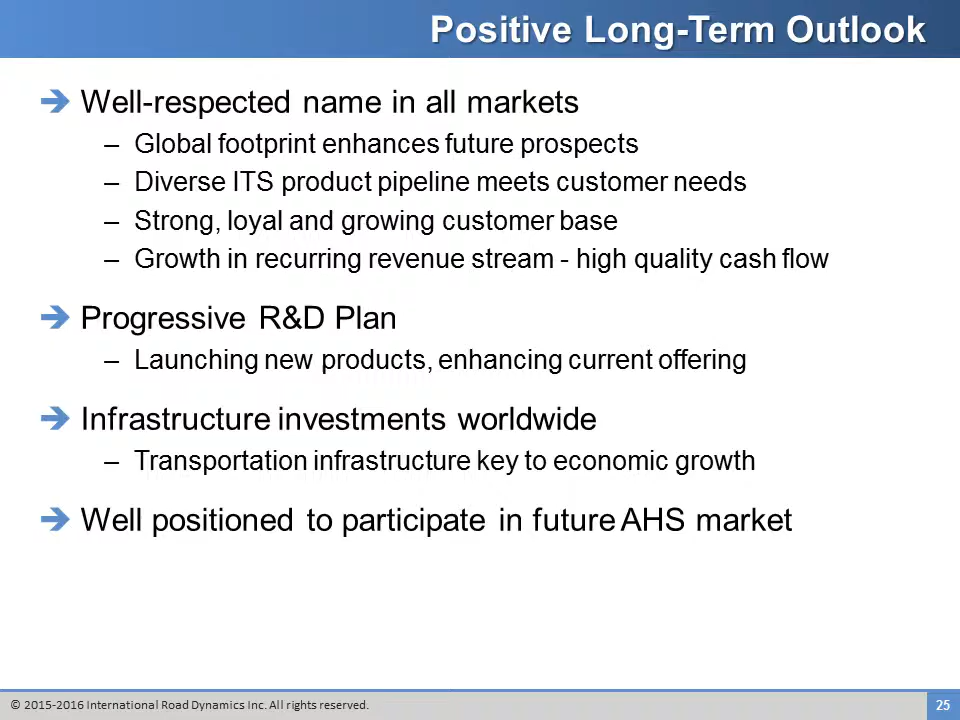 Positive Long-Term Outlook
Well-respected name in all markets
– Global footprint enhances future prospects
– Diverse ITS product pipeline meets customer needs
– Strong, loyal and growing customer base
– Growth in recurring revenue stream - high quality cash flow
Progressive R&D Plan
– Launching new products, enhancing current offering
Infrastructure investments worldwide
– Transportation infrastructure key to economic growth
Well positioned to participate in future AHS market
© 2015-2016 International Road Dynamics Inc. All rights reserved.
25